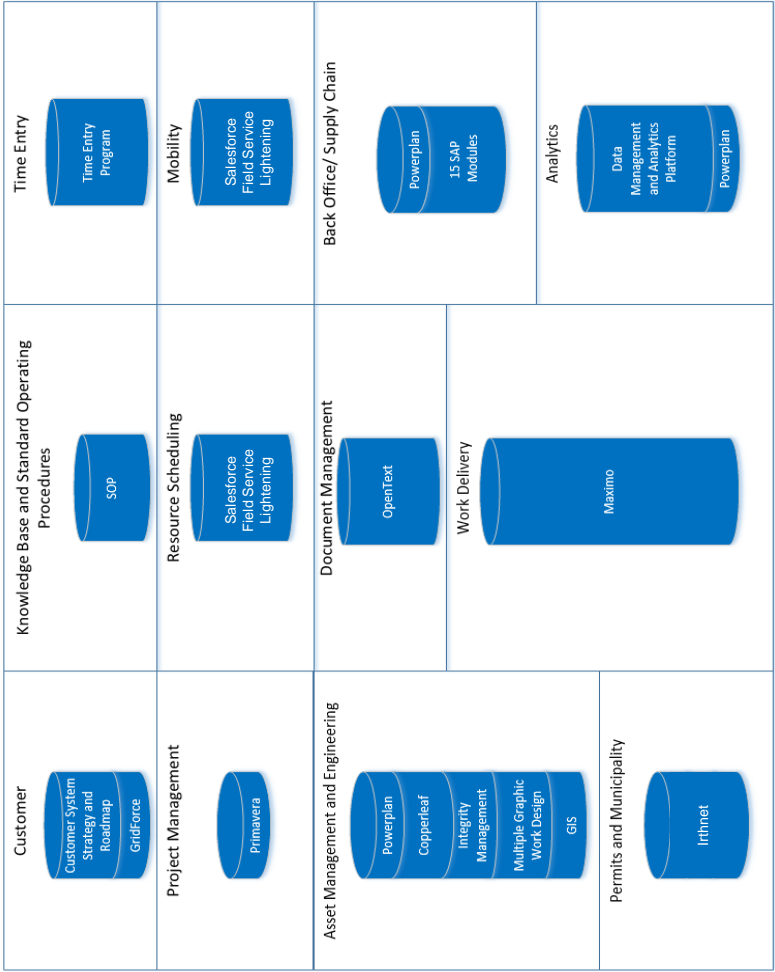 Customer
Customer System
Strategy and
Roadmap
GridForce
Knowledge Base and Standard Operating
Procedures
SOP
Time Entry
Time Entry
Program
Project Management
Primavera
Resource Scheduling
Salesforce
Field Service
Lightening
Mobility
Salesforce
Field Service
Lightening
Asset Management and Engineering
Powerplan
Copperleaf
Integrity
Management
Multiple Graphic
Work Design
GIS
Document Management
OpenText
Back Office/ Supply Chain
Powerplan
15 SAP
Modules
Work Delivery
Maximo
Analytics
Data
Management
and Analytics
Platform
Powerplan
Permits and Municipality
Irthnet